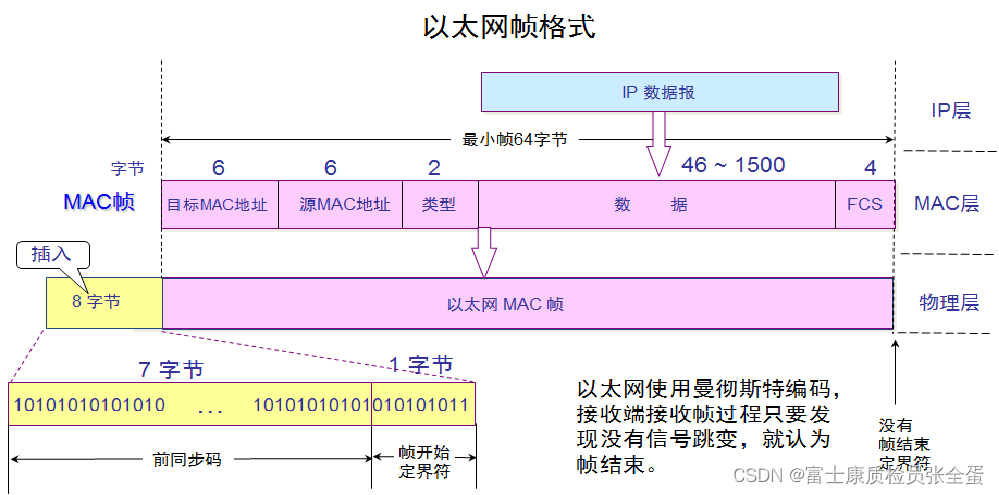 以太网帧格式
IP 数据报
IP层
最小帧64字节
字节
6
6
2
46 ~ 1500
4
MAC帧
目标MAC地址
源MAC地址
类型
数 据
FCS
MAC层
插入
8 字节
以太网 MAC 帧
物理层
7 字节
1 字节
10101010101010 ... 10101010101010101011
前同步码
帧开始
定界符
以太网使用曼彻斯特编码，
接收端接收帧过程只要发
现没有信号跳变，就认为
帧结束。
没有
帧结束
定界符
CSDN @富士康质检员张全蛋